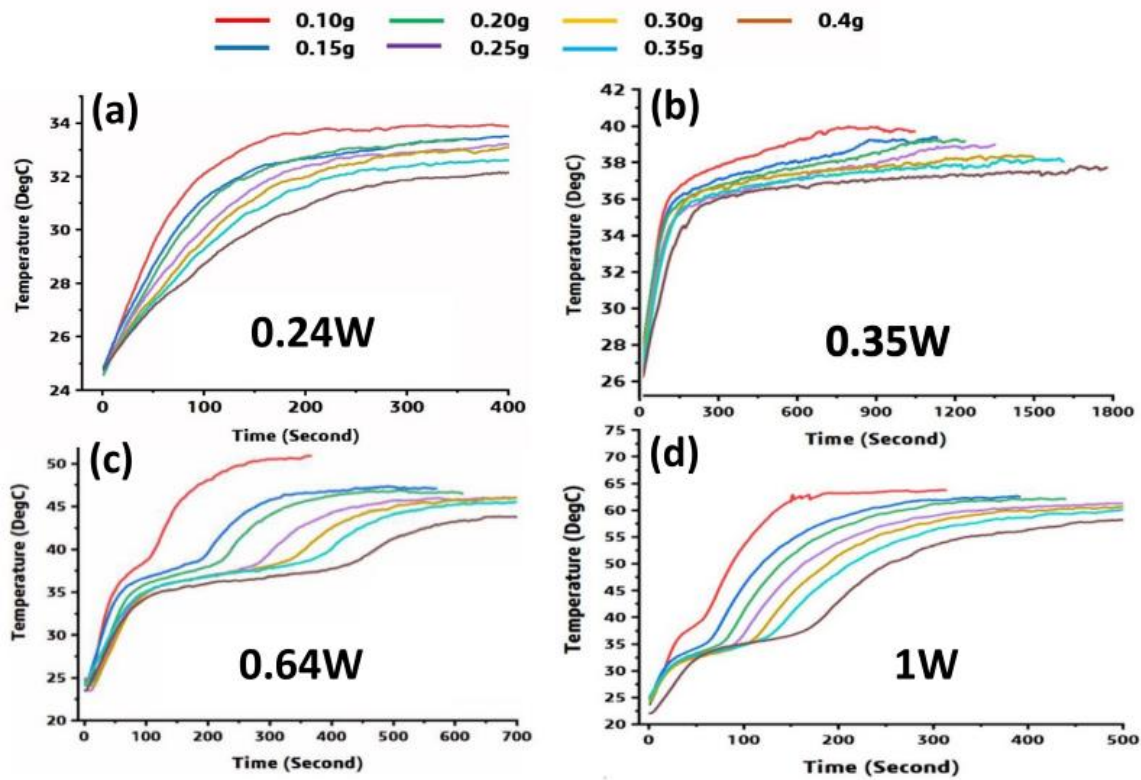 0.10g 0.20g 0.30g 0.4g
0.15g 0.25g 0.35g
(a)
Temperature (DegC)
34
32
30
28
26
24
0 100 200 300 400
Time (Second)
0.24W
(b)
Temperature (DegC)
42
40
38
36
34
32
30
28
26
300 600 900 1200 1500 1800
Time (Second)
0.35W
(c)
Temperature (DegC)
50
45
40
35
30
25
20
0 100 200 300 400 500 600 700
Time (Second)
0.64W
(d)
Temperature (DegC)
75
70
65
60
55
50
45
40
35
30
25
20
0 100 200 300 400 500
Time (Second)
1W